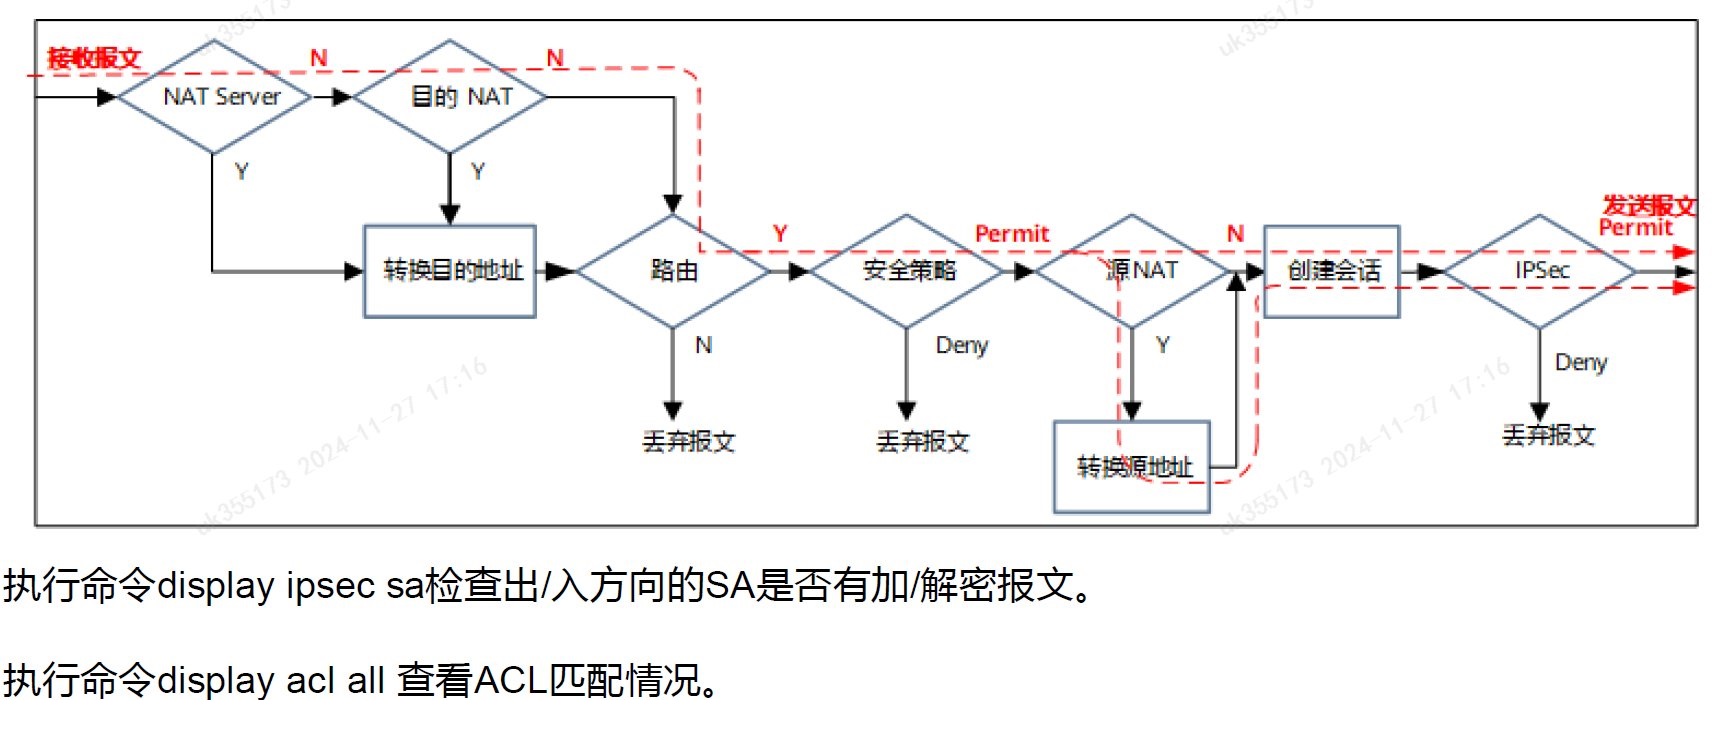 uk355173
uk355173
接收报文
N
N
NAT Server
目的 NAT
Y
Y
发送报文
Permit
Y
Permit
N
转换目的地址
路由
安全策略
源NAT
创建会话
IPSec
N
Deny
Y
Deny
丢弃报文
丢弃报文
丢弃报文
转换源地址
uk355173 2024-11-27 17:16
uk355173 2024-11-27 17:16
执行命令display ipsec sa检查出/入方向的SA是否有加/解密报文。
执行命令display acl all 查看ACL匹配情况。